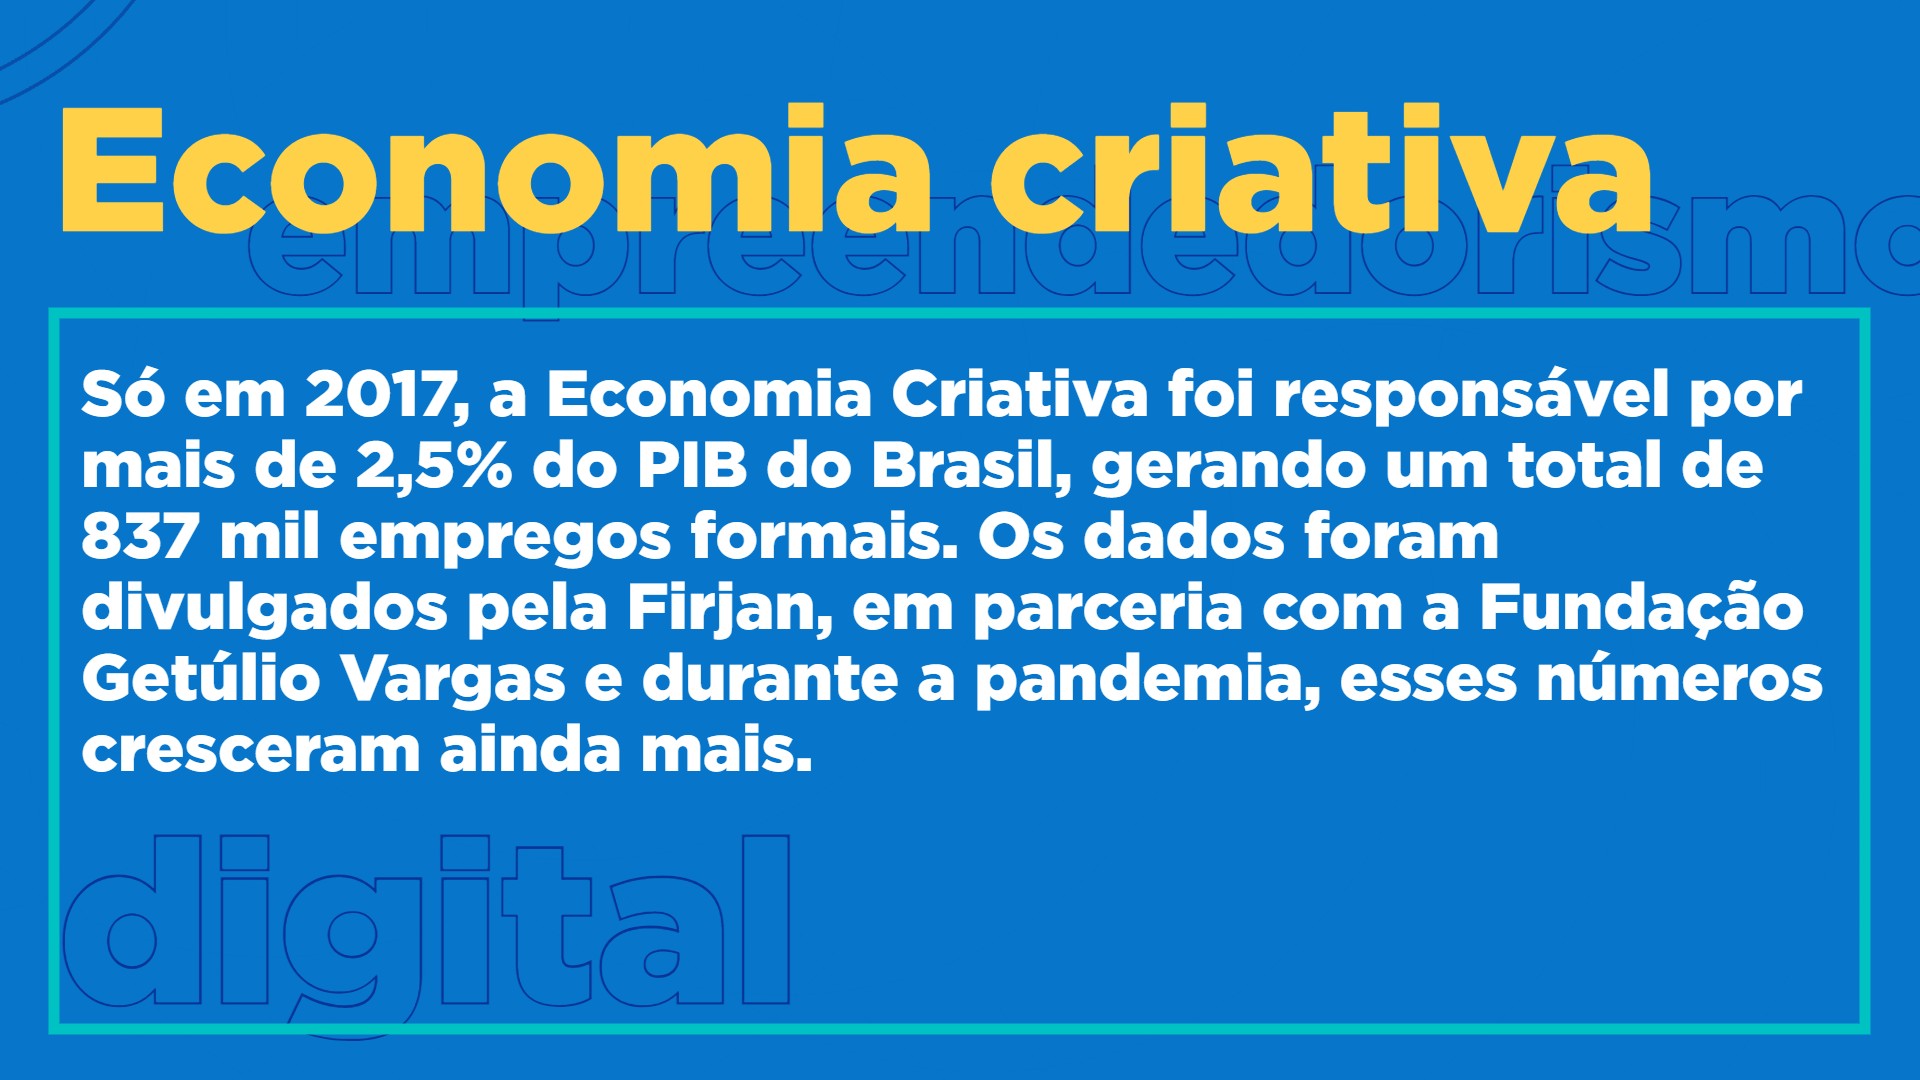 Economia criativa
empreendedorismo
Só em 2017, a Economia Criativa foi responsável por
mais de 2,5% do PIB do Brasil, gerando um total de
837 mil empregos formais. Os dados foram
divulgados pela Firjan, em parceria com a Fundação
Getúlio Vargas e durante a pandemia, esses números
cresceram ainda mais.
digital